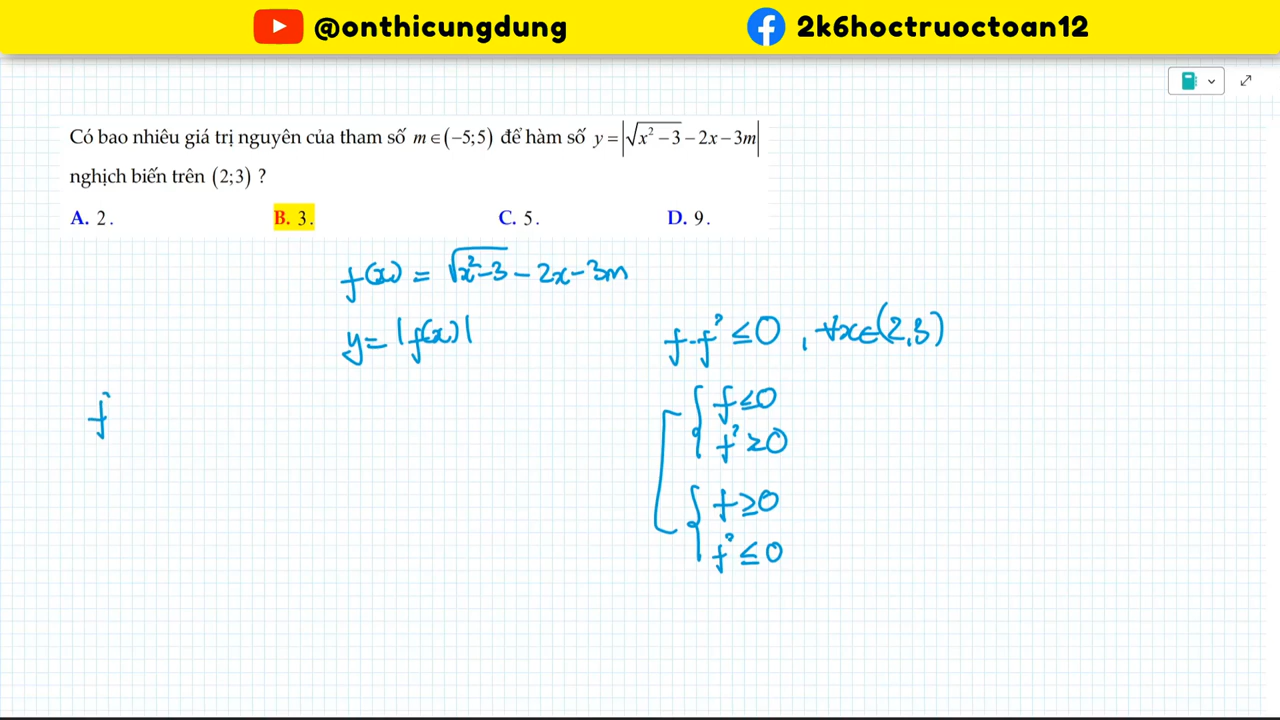 @onthicungdung
2k6hoctruoctoan12
Có bao nhiêu giá trị nguyên của tham số m ∈ (−5;5) để hàm số y = |√(x² − 3) − 2x − 3m|
nghịch biến trên (2;3) ?
A. 2. B. 3. C. 5. D. 9.
f(x) = √(x²−3) − 2x − 3m
y = |f(x)|
f·f' ≤ 0, ∀x∈(2,3)
f ≤ 0
f' ≥ 0
f ≥ 0
f' ≤ 0
f'